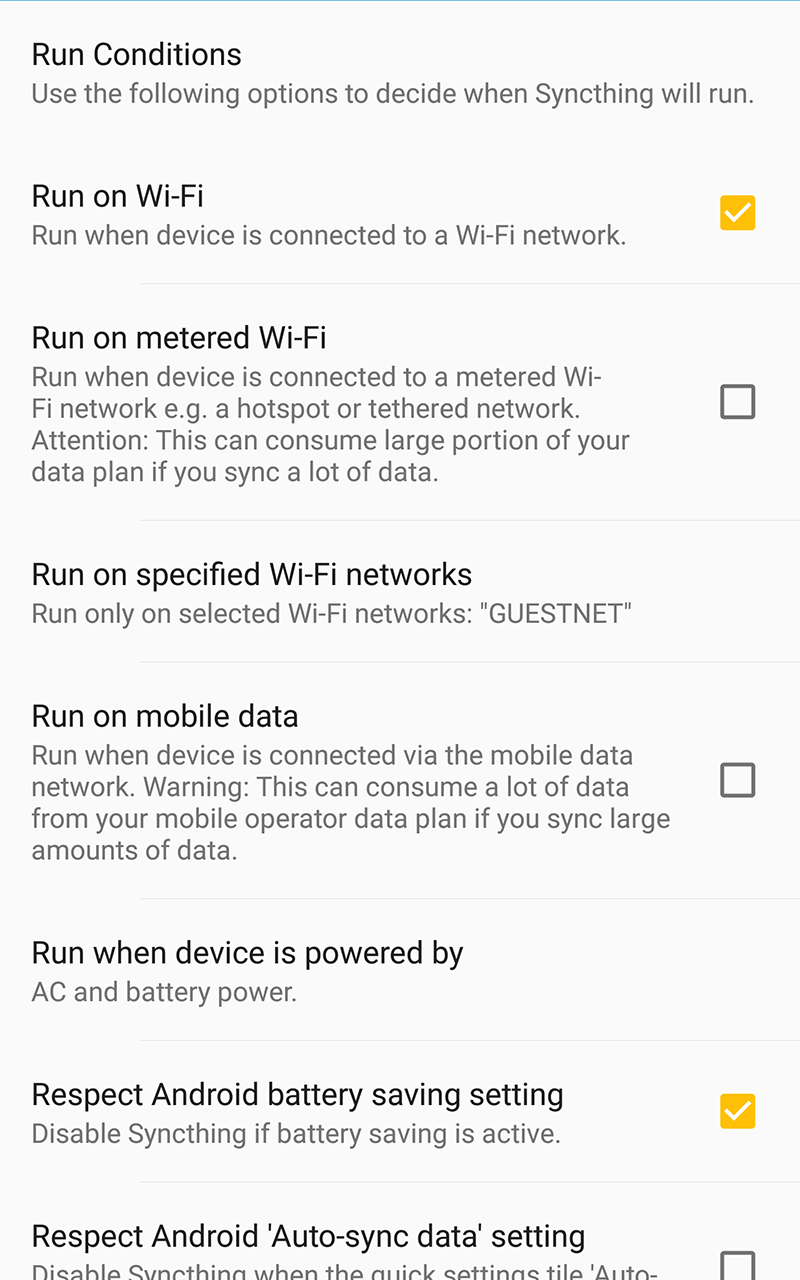 Run Conditions
Use the following options to decide when Syncthing will run.
Run on Wi-Fi
Run when device is connected to a Wi-Fi network.
Run on metered Wi-Fi
Run when device is connected to a metered Wi-
Fi network e.g. a hotspot or tethered network.
Attention: This can consume large portion of your
data plan if you sync a lot of data.
Run on specified Wi-Fi networks
Run only on selected Wi-Fi networks: "GUESTNET"
Run on mobile data
Run when device is connected via the mobile data
network. Warning: This can consume a lot of data
from your mobile operator data plan if you sync large
amounts of data.
Run when device is powered by
AC and battery power.
Respect Android battery saving setting
Disable Syncthing if battery saving is active.
Respect Android 'Auto-sync data' setting
Disable Syncthing when the quick settings tile 'Auto-